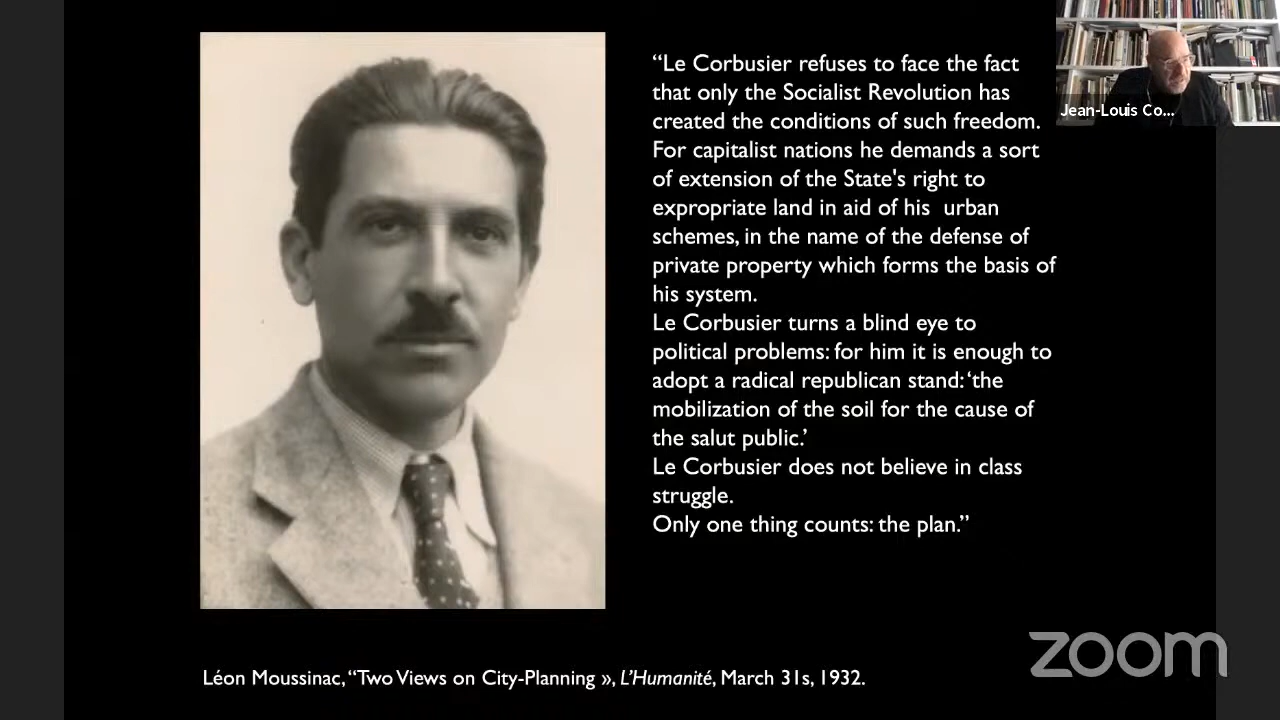 “Le Corbusier refuses to face the fact
that only the Socialist Revolution has
created the conditions of such freedom.
For capitalist nations he demands a sort
of extension of the State's right to
expropriate land in aid of his  urban
schemes, in the name of the defense of
private property which forms the basis of
his system.
Le Corbusier turns a blind eye to
political problems: for him it is enough to
adopt a radical republican stand: ‘the
mobilization of the soil for the cause of
the salut public.’
Le Corbusier does not believe in class
struggle.
Only one thing counts: the plan.”
Jean-Louis Co...
Léon Moussinac, “Two Views on City-Planning », L’Humanité, March 31s, 1932.
zoom